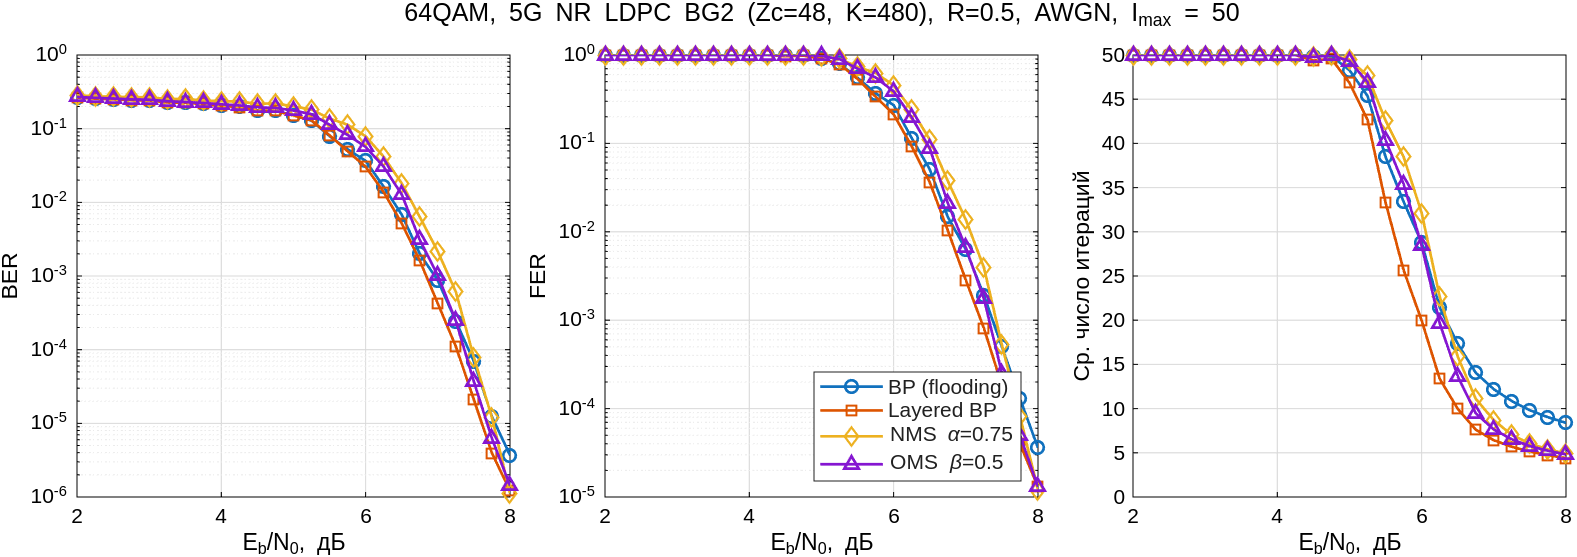 64QAM, 5G NR LDPC BG2 (Zc=48, K=480), R=0.5, AWGN, Imax = 50
BER
10^0
10^-1
10^-2
10^-3
10^-4
10^-5
10^-6
2 4 6 8
Eb/N0, дБ
FER
10^0
10^-1
10^-2
10^-3
10^-4
10^-5
BP (flooding)
Layered BP
NMS α=0.75
OMS β=0.5
2 4 6 8
Eb/N0, дБ
Ср. число итераций
50
45
40
35
30
25
20
15
10
5
0
2 4 6 8
Eb/N0, дБ